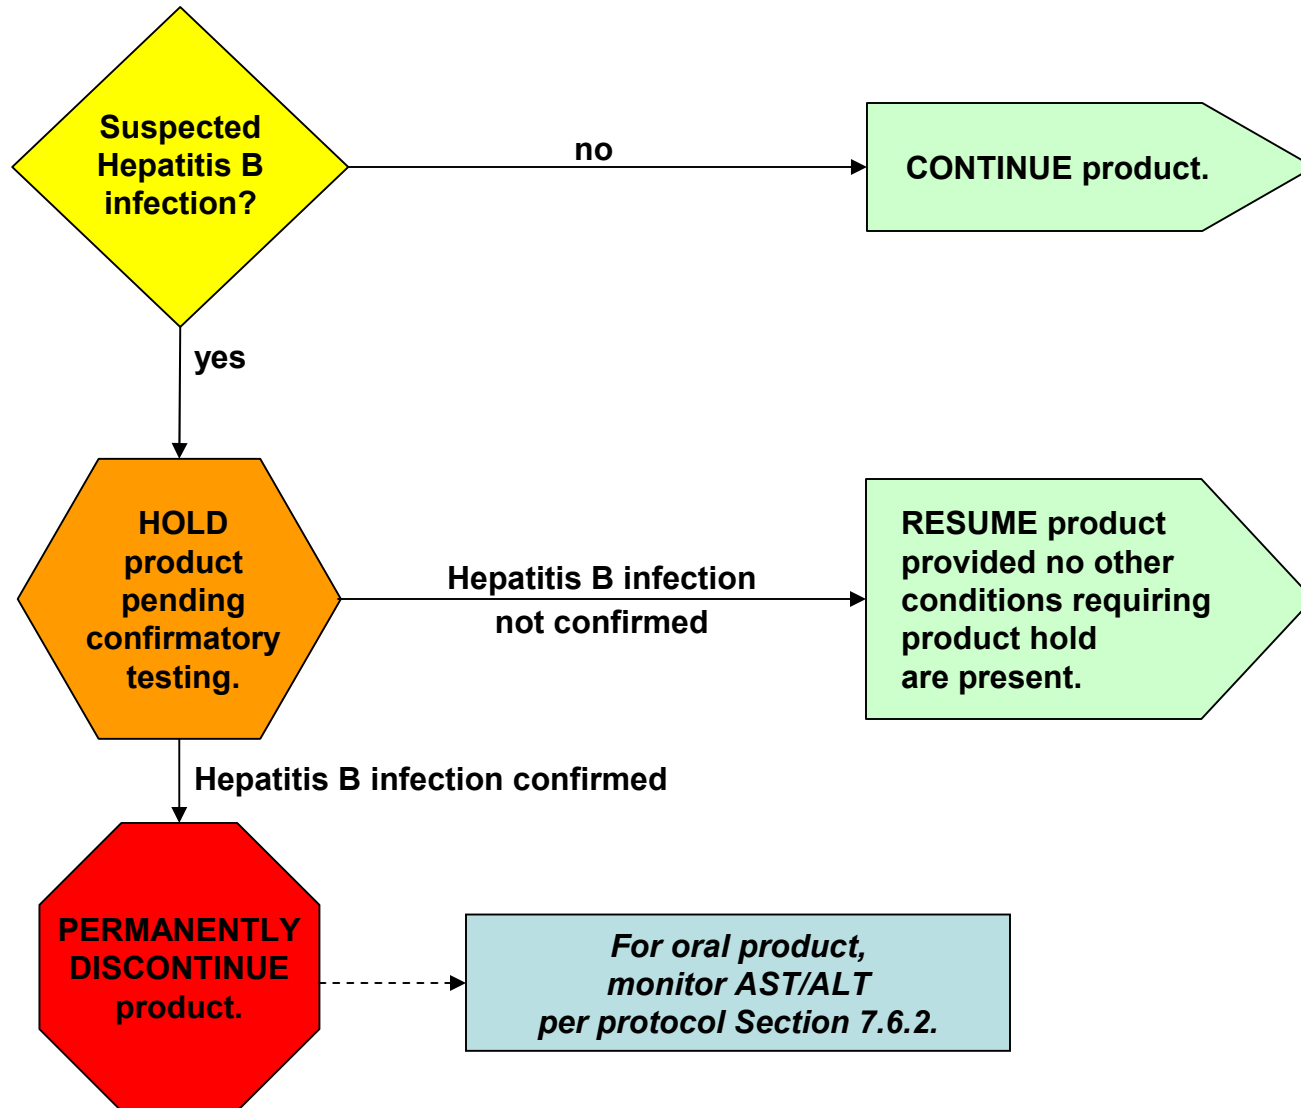 Suspected
Hepatitis B
infection?
no
CONTINUE product.
yes
HOLD
product
pending
confirmatory
testing.
Hepatitis B infection
not confirmed
RESUME product
provided no other
conditions requiring
product hold
are present.
Hepatitis B infection confirmed
PERMANENTLY
DISCONTINUE
product.
For oral product,
monitor AST/ALT
per protocol Section 7.6.2.